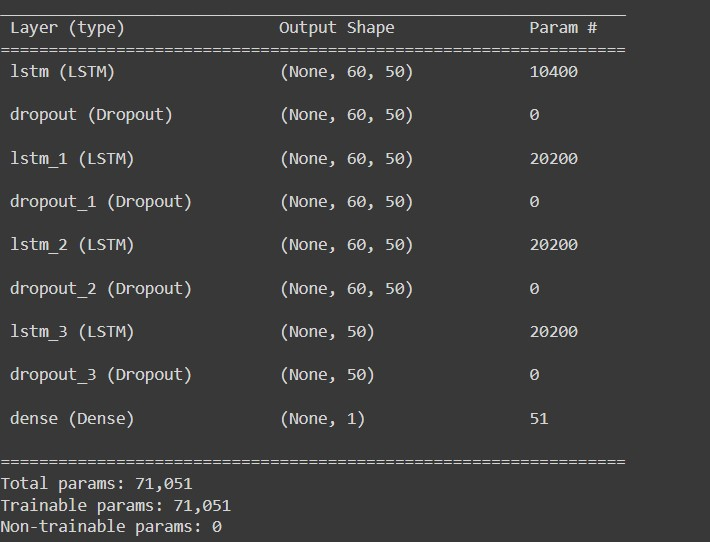 Layer (type) Output Shape Param #
lstm (LSTM) (None, 60, 50) 10400
dropout (Dropout) (None, 60, 50) 0
lstm_1 (LSTM) (None, 60, 50) 20200
dropout_1 (Dropout) (None, 60, 50) 0
lstm_2 (LSTM) (None, 60, 50) 20200
dropout_2 (Dropout) (None, 60, 50) 0
lstm_3 (LSTM) (None, 50) 20200
dropout_3 (Dropout) (None, 50) 0
dense (Dense) (None, 1) 51
Total params: 71,051
Trainable params: 71,051
Non-trainable params: 0